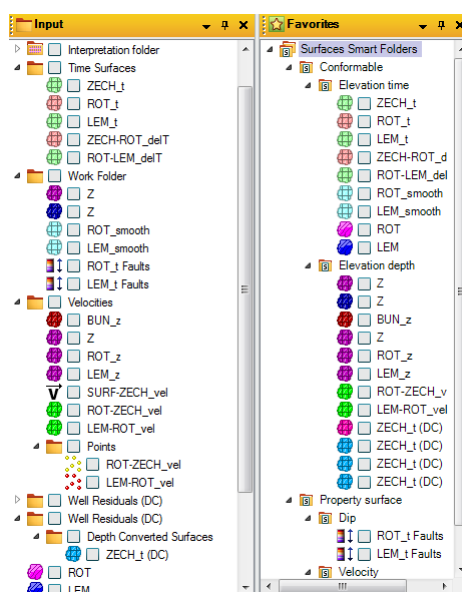 Input
Interpretation folder
Time Surfaces
ZECH_t
ROT_t
LEM_t
ZECH-ROT_delT
ROT-LEM_delT
Work Folder
Z
Z
ROT_smooth
LEM_smooth
ROT_t Faults
LEM_t Faults
Velocities
BUN_z
Z
ROT_z
LEM_z
SURF-ZECH_vel
ROT-ZECH_vel
LEM-ROT_vel
Points
ROT-ZECH_vel
LEM-ROT_vel
Well Residuals (DC)
Well Residuals (DC)
Depth Converted Surfaces
ZECH_t (DC)
ROT
LEM
Favorites
Surfaces Smart Folders
Conformable
Elevation time
ZECH_t
ROT_t
LEM_t
ZECH-ROT_d
ROT-LEM_del
ROT_smooth
LEM_smooth
ROT
LEM
Elevation depth
Z
Z
BUN_z
Z
ROT_z
LEM_z
ROT-ZECH_v
LEM-ROT_vel
ZECH_t (DC)
ZECH_t (DC)
ZECH_t (DC)
ZECH_t (DC)
Property surface
Dip
ROT_t Faults
LEM_t Faults
Velocity